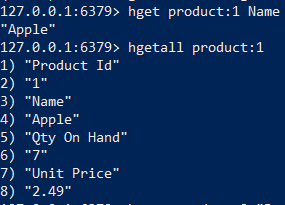 127.0.0.1:6379> hget product:1 Name
"Apple"
127.0.0.1:6379> hgetall product:1
1) "Product Id"
2) "1"
3) "Name"
4) "Apple"
5) "Qty On Hand"
6) "7"
7) "Unit Price"
8) "2.49"